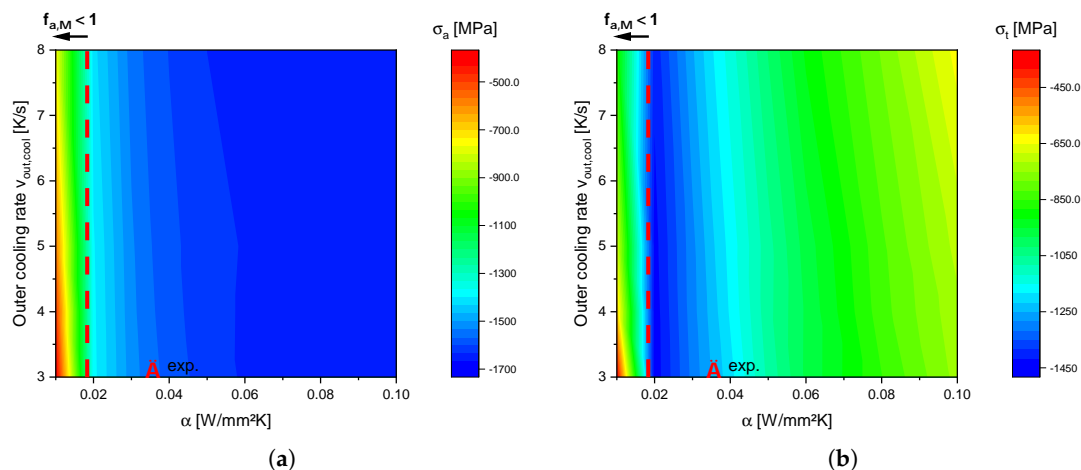 f_a,M < 1
σ_a [MPa]
8
7
6
5
4
3
Outer cooling rate v_out,cool [K/s]
Ä exp.
0.02 0.04 0.06 0.08 0.10
α [W/mm²K]
-500.0
-700.0
-900.0
-1100
-1300
-1500
-1700
(a)
f_a,M < 1
σ_t [MPa]
8
7
6
5
4
3
Outer cooling rate v_out,cool [K/s]
Ä exp.
0.02 0.04 0.06 0.08 0.10
α [W/mm²K]
-450.0
-650.0
-850.0
-1050
-1250
-1450
(b)